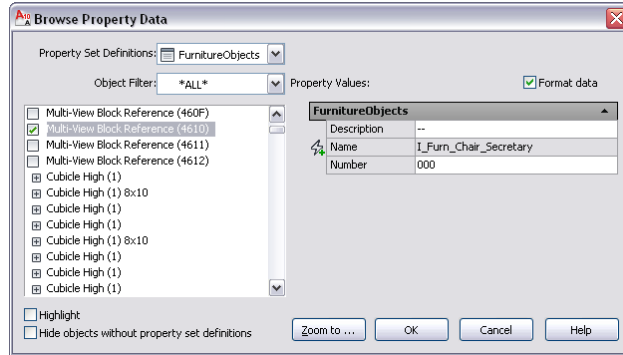 Browse Property Data
Property Set Definitions: FurnitureObjects
Object Filter: *ALL*
Property Values:
Format data
Multi-View Block Reference (460F)
Multi-View Block Reference (4610)
Multi-View Block Reference (4611)
Multi-View Block Reference (4612)
Cubicle High (1)
Cubicle High (1) 8x10
Cubicle High (1)
Cubicle High (1)
Cubicle High (1) 8x10
Cubicle High (1)
Cubicle High (1)
Cubicle High (1)
FurnitureObjects
Description --
Name I_Furn_Chair_Secretary
Number 000
Highlight
Hide objects without property set definitions
Zoom to ...
OK
Cancel
Help